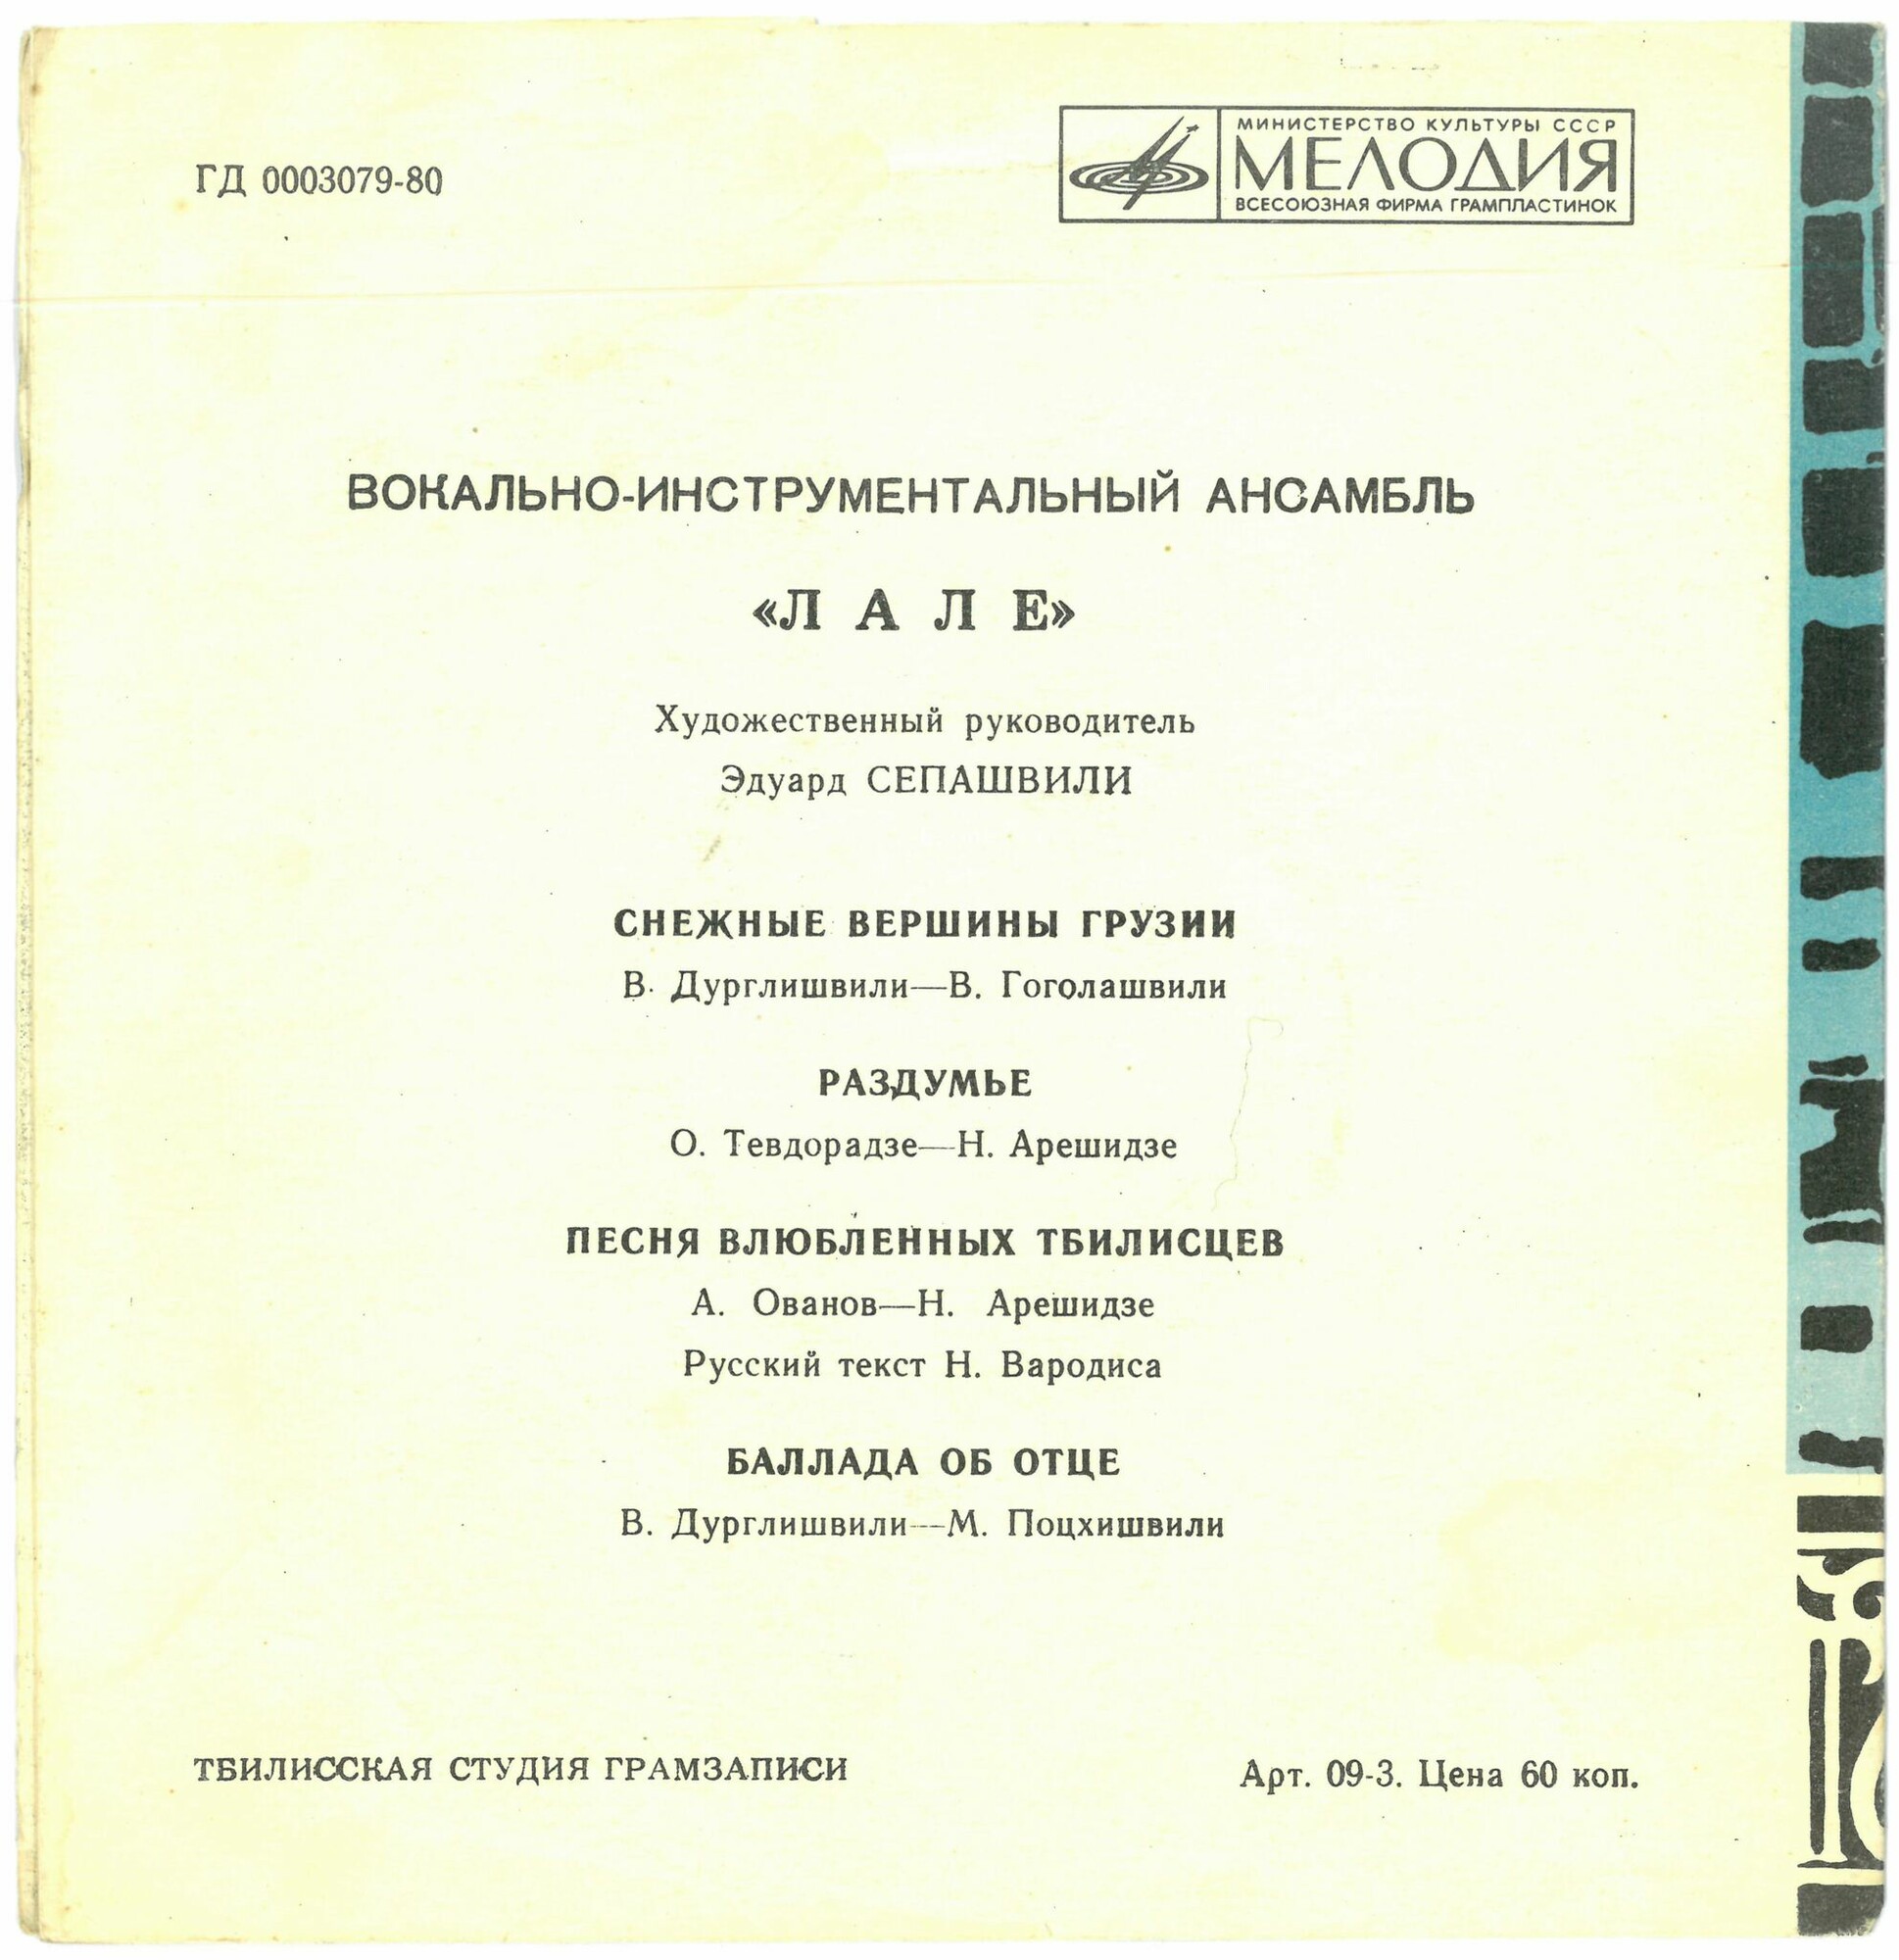 ГД 0003079-80
МИНИСТЕРСТВО КУЛЬТУРЫ СССР
МЕЛОДИЯ
ВСЕСОЮЗНАЯ ФИРМА ГРАМПЛАСТИНОК
ВОКАЛЬНО-ИНСТРУМЕНТАЛЬНЫЙ АНСАМБЛЬ
«ЛАЛЕ»
Художественный руководитель
Эдуард СЕПАШВИЛИ
СНЕЖНЫЕ ВЕРШИНЫ ГРУЗИИ
В. Дурглишвили—В. Гоголашвили
РАЗДУМЬЕ
О. Тевдорадзе—Н. Арешидзе
ПЕСНЯ ВЛЮБЛЕННЫХ ТБИЛИСЦЕВ
А. Ованов—Н. Арешидзе
Русский текст Н. Вародиса
БАЛЛАДА ОБ ОТЦЕ
В. Дурглишвили—М. Поцхишвили
ТБИЛИССКАЯ СТУДИЯ ГРАМЗАПИСИ
Арт. 09-3. Цена 60 коп.